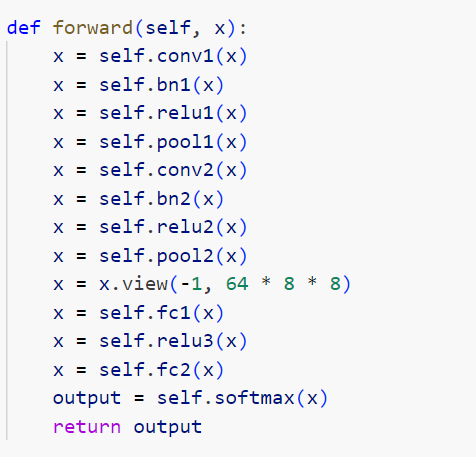 def forward(self, x):
    x = self.conv1(x)
    x = self.bn1(x)
    x = self.relu1(x)
    x = self.pool1(x)
    x = self.conv2(x)
    x = self.bn2(x)
    x = self.relu2(x)
    x = self.pool2(x)
    x = x.view(-1, 64 * 8 * 8)
    x = self.fc1(x)
    x = self.relu3(x)
    x = self.fc2(x)
    output = self.softmax(x)
    return output